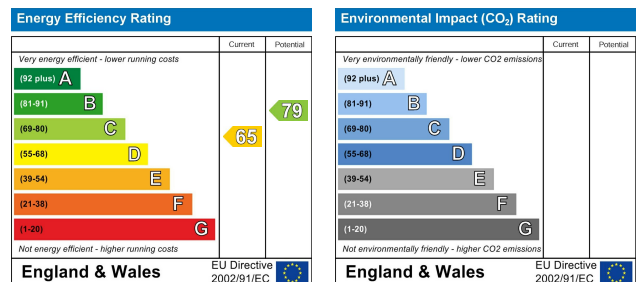 Energy Efficiency Rating
Current Potential
Very energy efficient - lower running costs
(92 plus) A
(81-91) B
79
(69-80) C
65
(55-68) D
(39-54) E
(21-38) F
(1-20) G
Not energy efficient - higher running costs
England & Wales
EU Directive
2002/91/EC
Environmental Impact (CO₂) Rating
Current Potential
Very environmentally friendly - lower CO2 emissions
(92 plus) A
(81-91) B
(69-80) C
(55-68) D
(39-54) E
(21-38) F
(1-20) G
Not environmentally friendly - higher CO2 emissions
England & Wales
EU Directive
2002/91/EC